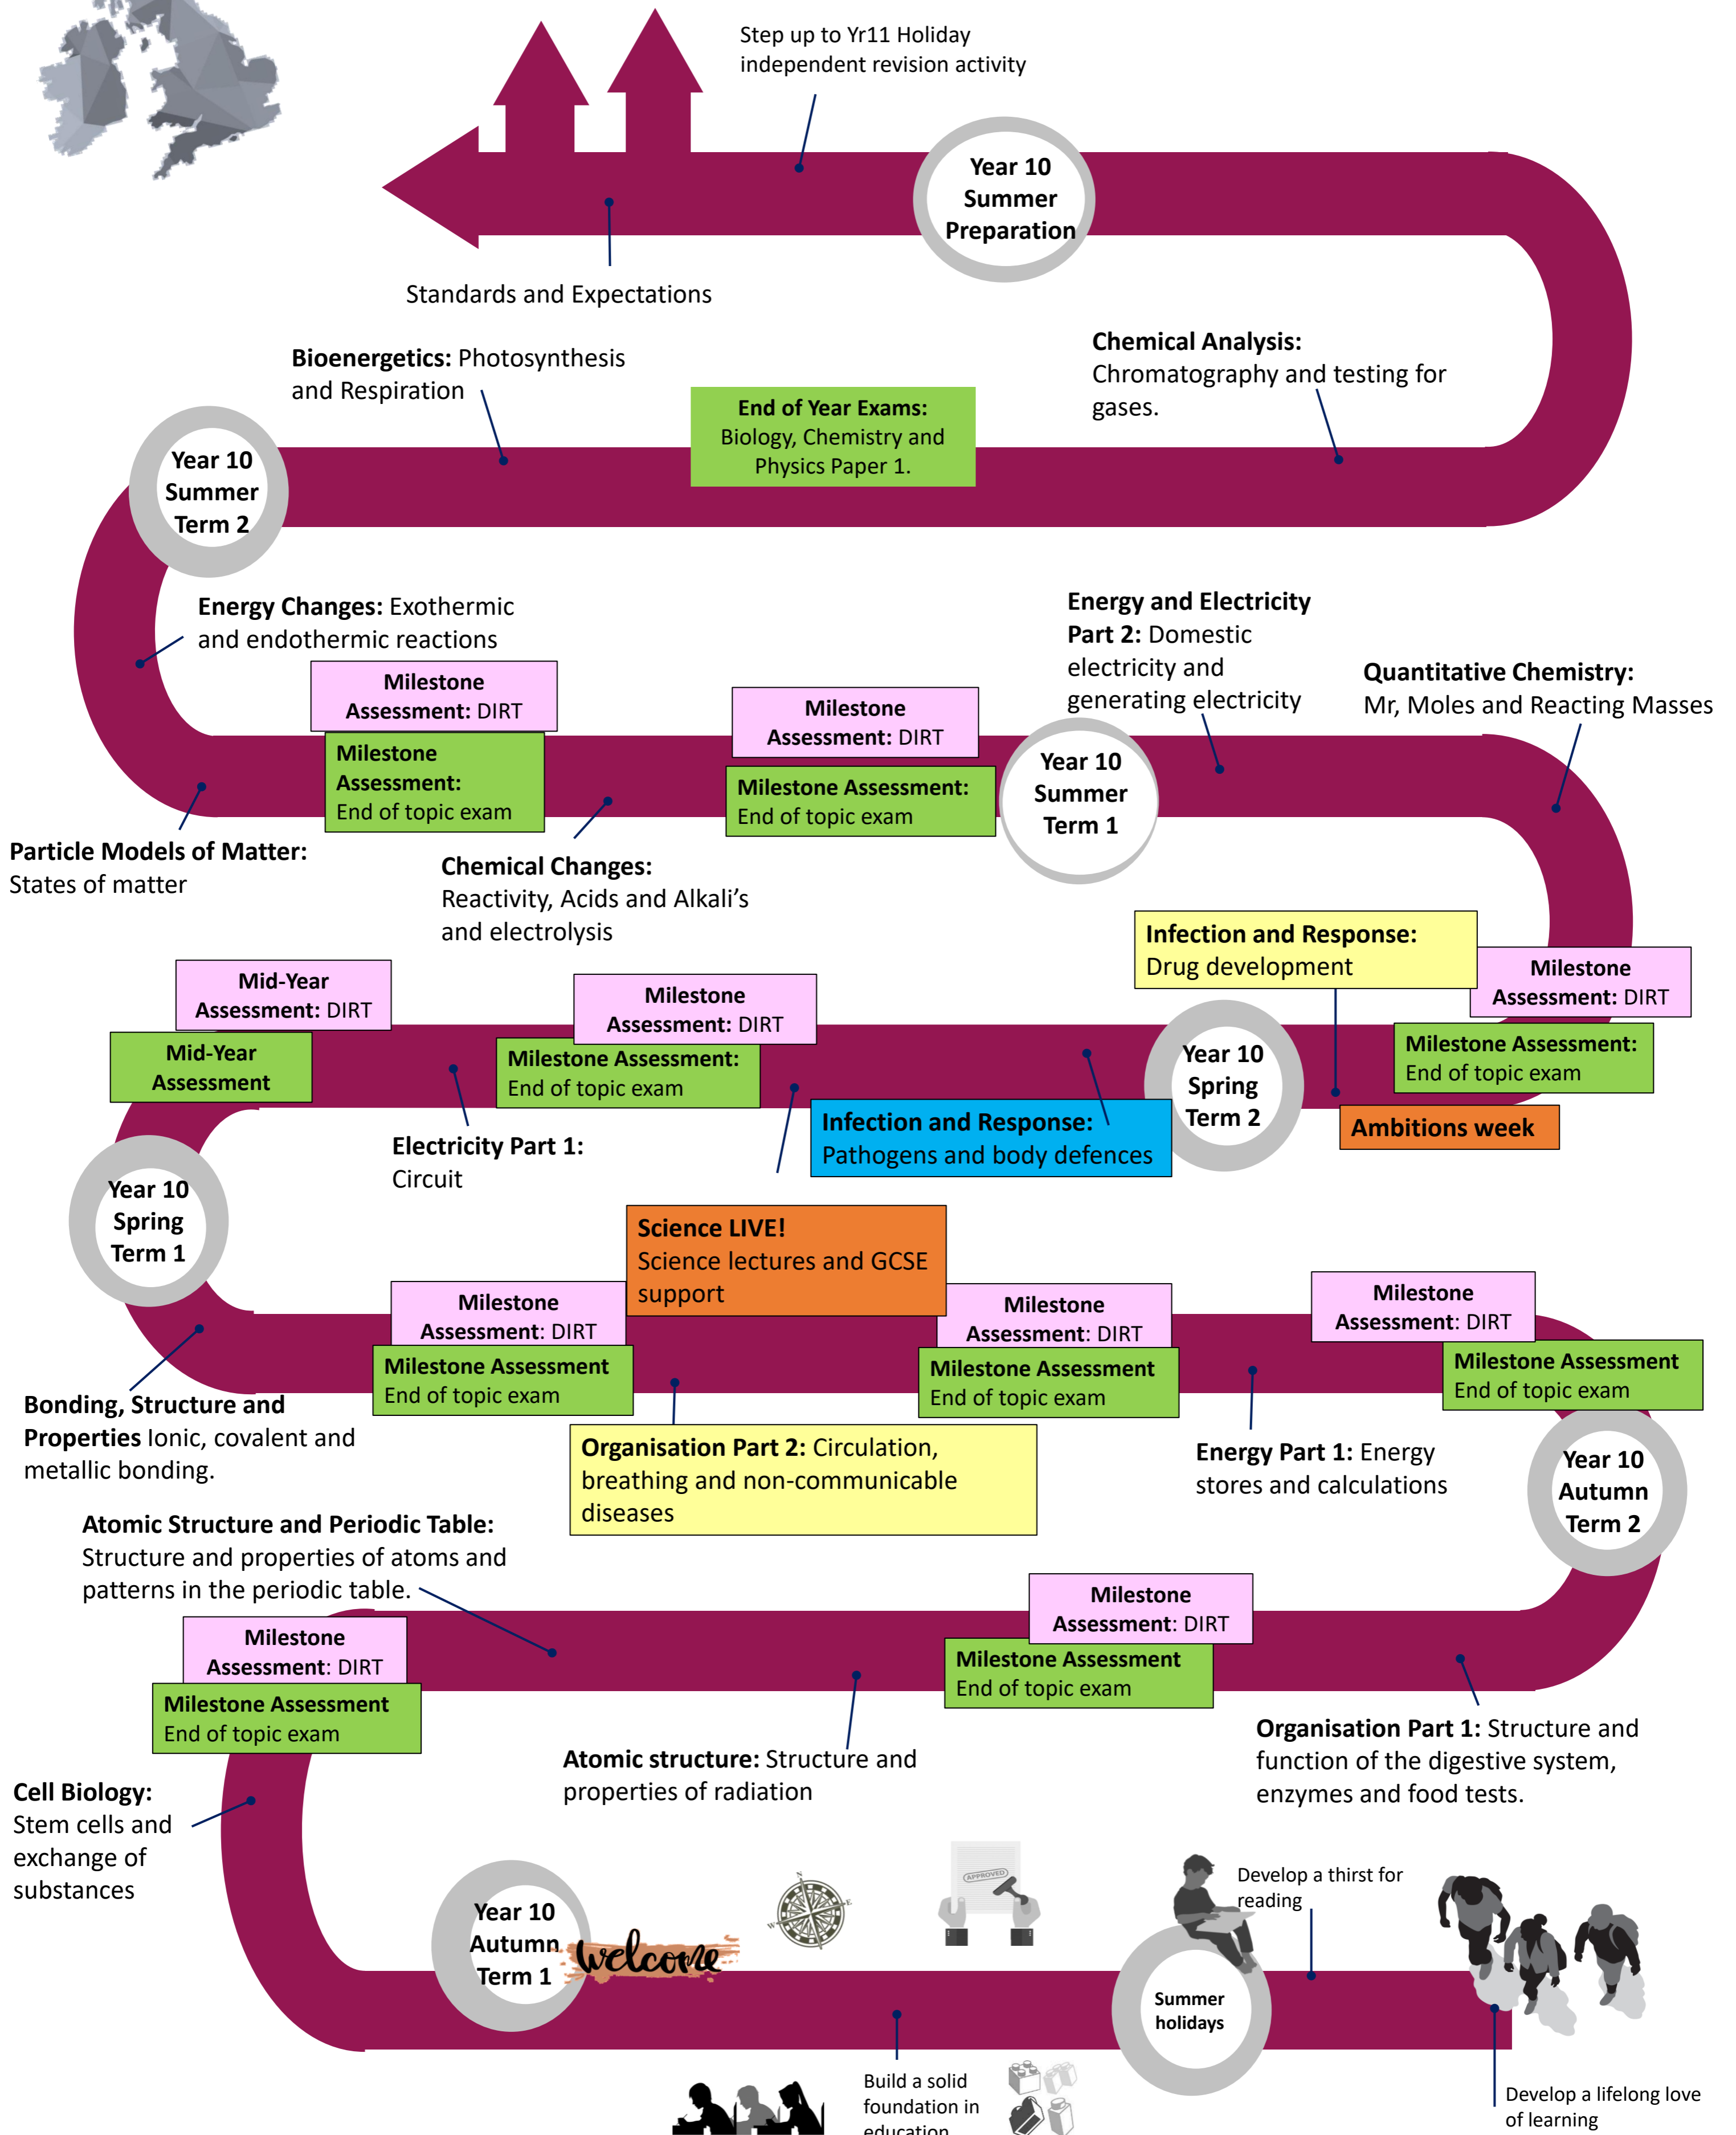 Step up to Yr11 Holiday
independent revision activity
Year 10
Summer
Preparation
Standards and Expectations
Bioenergetics: Photosynthesis
and Respiration
End of Year Exams:
Biology, Chemistry and
Physics Paper 1.
Chemical Analysis:
Chromatography and testing for
gases.
Year 10
Summer
Term 2
Energy Changes: Exothermic
and endothermic reactions
Milestone
Assessment: DIRT
Milestone
Assessment:
End of topic exam
Milestone
Assessment: DIRT
Milestone Assessment:
End of topic exam
Year 10
Summer
Term 1
Energy and Electricity
Part 2: Domestic
electricity and
generating electricity
Quantitative Chemistry:
Mr, Moles and Reacting Masses
Particle Models of Matter:
States of matter
Chemical Changes:
Reactivity, Acids and Alkali's
and electrolysis
Infection and Response:
Drug development
Milestone
Assessment: DIRT
Milestone Assessment:
End of topic exam
Mid-Year
Assessment: DIRT
Mid-Year
Assessment
Milestone
Assessment: DIRT
Milestone Assessment:
End of topic exam
Year 10
Spring
Term 2
Ambitions week
Electricity Part 1:
Circuit
Infection and Response:
Pathogens and body defences
Year 10
Spring
Term 1
Science LIVE!
Science lectures and GCSE
support
Milestone
Assessment: DIRT
Milestone Assessment
End of topic exam
Milestone
Assessment: DIRT
Milestone Assessment
End of topic exam
Milestone
Assessment: DIRT
Milestone Assessment
End of topic exam
Bonding, Structure and
Properties Ionic, covalent and
metallic bonding.
Organisation Part 2: Circulation,
breathing and non-communicable
diseases
Energy Part 1: Energy
stores and calculations
Year 10
Autumn
Term 2
Atomic Structure and Periodic Table:
Structure and properties of atoms and
patterns in the periodic table.
Milestone
Assessment: DIRT
Milestone Assessment
End of topic exam
Milestone
Assessment: DIRT
Milestone Assessment
End of topic exam
Atomic structure: Structure and
properties of radiation
Organisation Part 1: Structure and
function of the digestive system,
enzymes and food tests.
Cell Biology:
Stem cells and
exchange of
substances
Year 10
Autumn
Term 1
welcome
N
E
W
APPROVED
Develop a thirst for
reading
Summer
holidays
Build a solid
foundation in
education
Develop a lifelong love
of learning